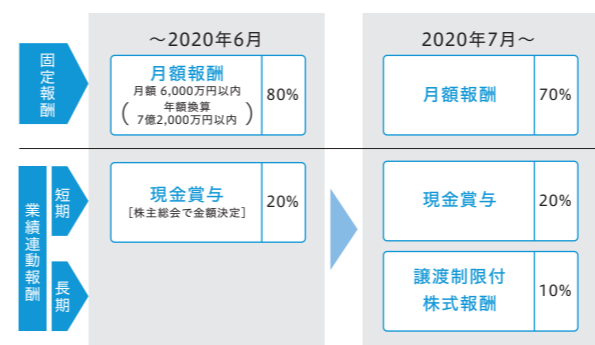 ～2020年6月
2020年7月～
固定報酬
月額報酬
月額 6,000万円以内
(年額換算
7億2,000万円以内)
80%
月額報酬
70%
業績連動報酬
短期
現金賞与
[株主総会で金額決定]
20%
現金賞与
20%
長期
譲渡制限付
株式報酬
10%